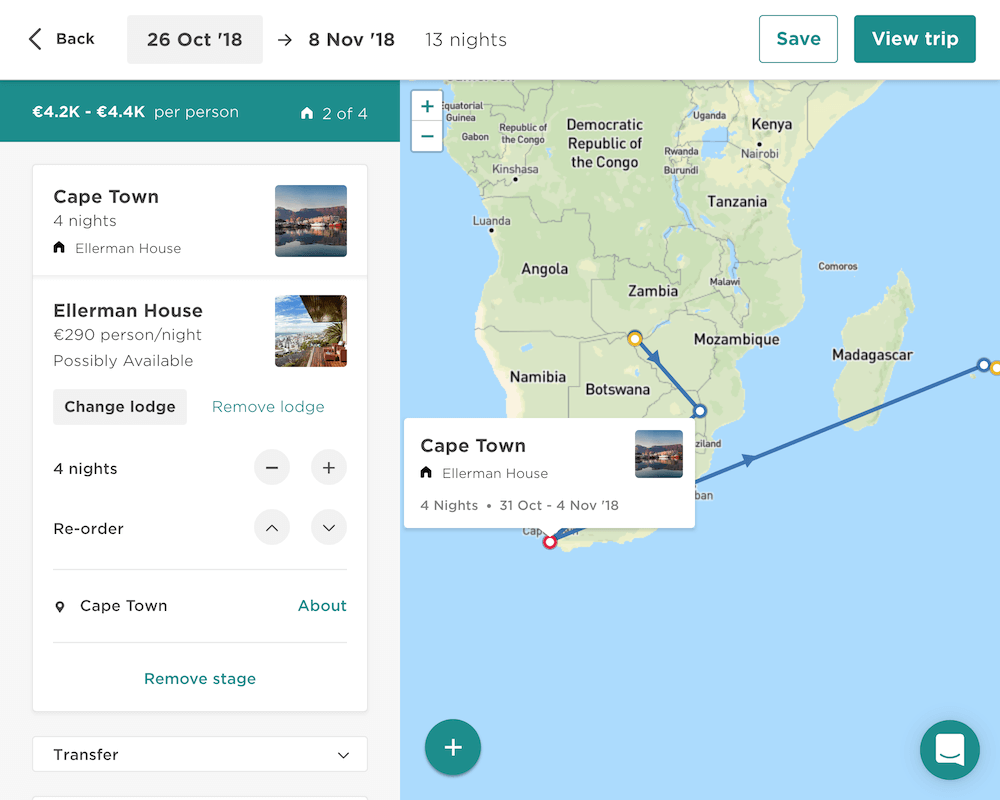 Back
26 Oct '18 → 8 Nov '18 13 nights
Save
View trip
€4.2K - €4.4K per person
2 of 4
Cape Town
4 nights
Ellerman House
Ellerman House
€290 person/night
Possibly Available
Change lodge
Remove lodge
4 nights
− +
Re-order
Cape Town
About
Remove stage
Transfer
+
−
Equatorial
Guinea
Gabon
Republic of
the Congo
Democratic
Republic of
the Congo
Uganda
Kenya
Nairobi
Rwanda
Burundi
Kinshasa
Tanzania
Luanda
Angola
Comoros
Malawi
Zambia
Mozambique
Madagascar
Namibia
Botswana
ziland
Cape Town
Ellerman House
4 Nights • 31 Oct - 4 Nov '18
ban
Cap
+